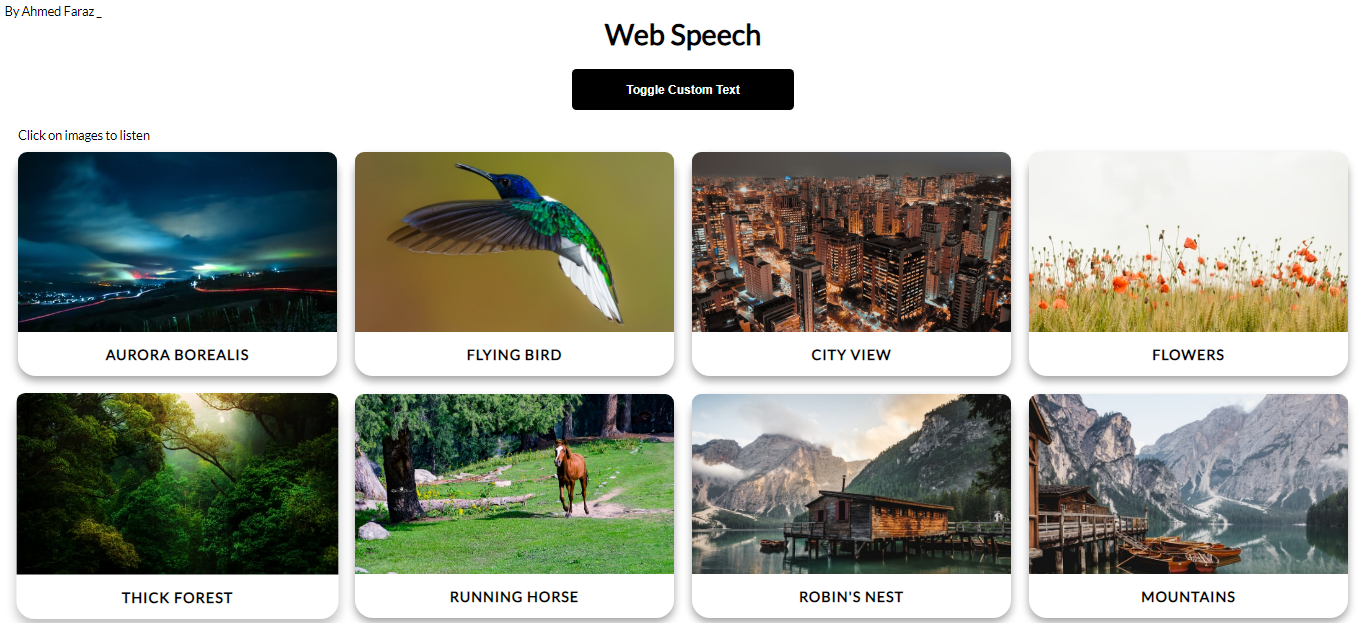 By Ahmed Faraz _
Web Speech
Toggle Custom Text
Click on images to listen
AURORA BOREALIS
FLYING BIRD
CITY VIEW
FLOWERS
THICK FOREST
RUNNING HORSE
ROBIN'S NEST
MOUNTAINS